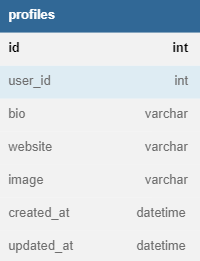 profiles
id int
user_id int
bio varchar
website varchar
image varchar
created_at datetime
updated_at datetime